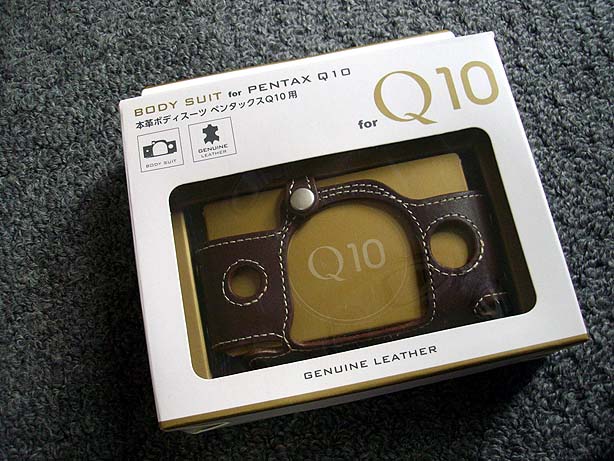 BODY SUIT for PENTAX Q10
本革ボディスーツ ペンタックスQ10用
BODY SUIT
GENUINE
LEATHER
for Q10
Q10
GENUINE LEATHER